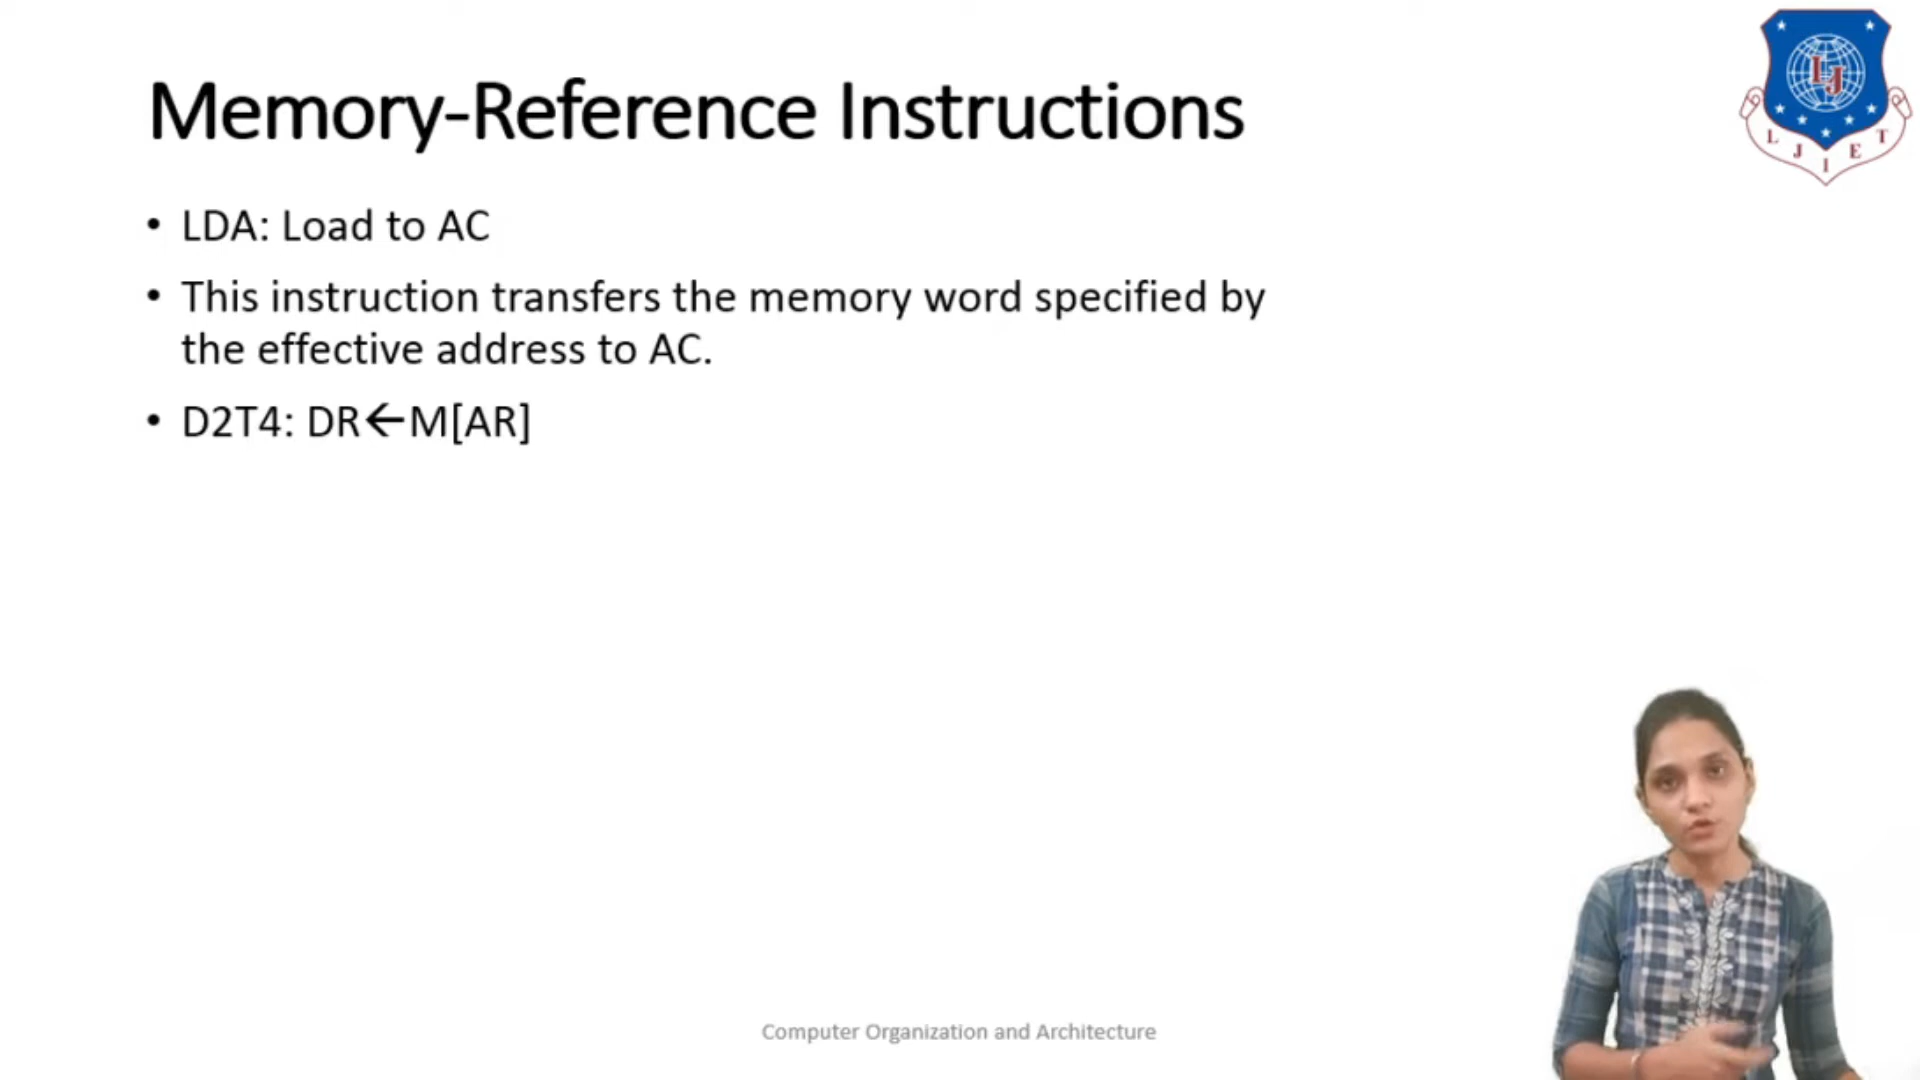 Memory-Reference Instructions
• LDA: Load to AC
• This instruction transfers the memory word specified by
the effective address to AC.
• D2T4: DR←M[AR]
LJ
L J I E T
Computer Organization and Architecture